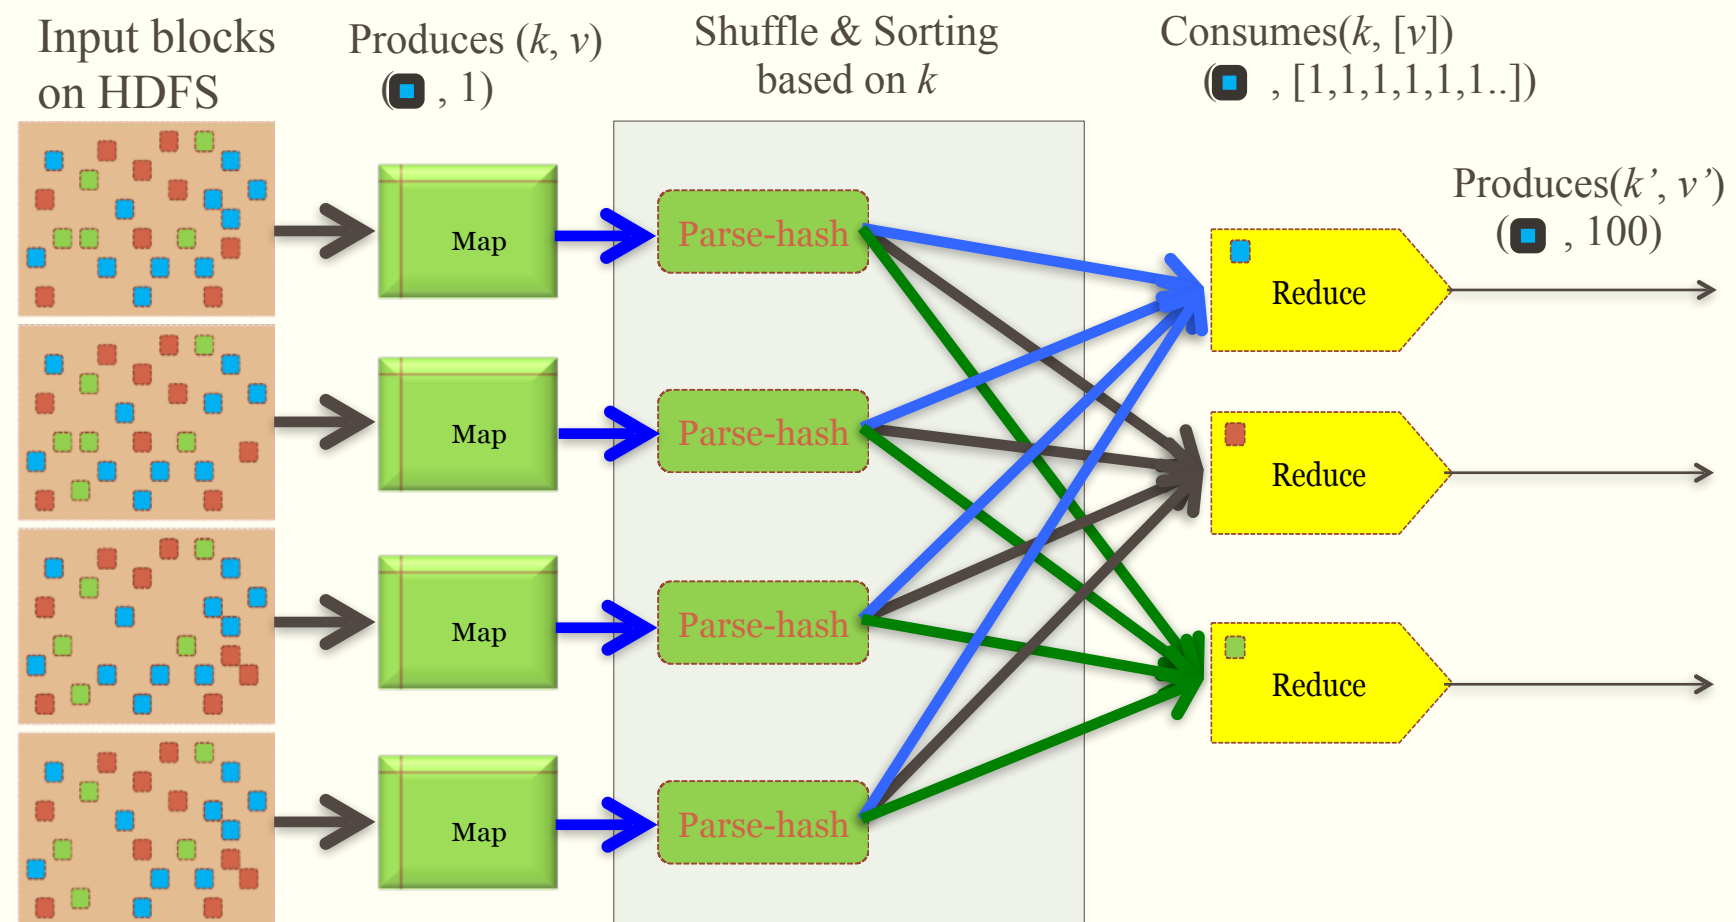 Input blocks
on HDFS
Produces (k, v)
( , 1)
Shuffle & Sorting
based on k
Consumes(k, [v])
( , [1,1,1,1,1,1..])
Produces(k’, v’)
( , 100)
Map
Parse-hash
Reduce
Map
Parse-hash
Reduce
Map
Parse-hash
Reduce
Map
Parse-hash